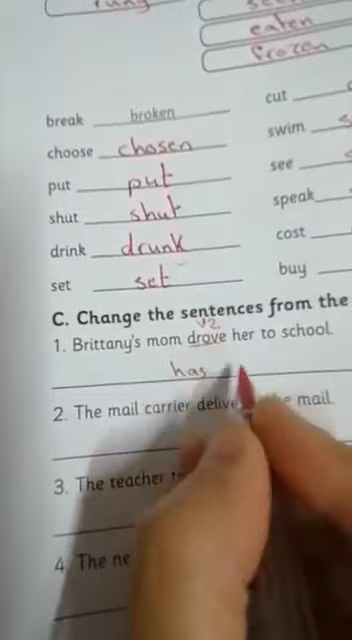 rung
eaten
frozen
break broken
cut
choose chosen
swim
put put
see
shut shut
speak
drink drunk
cost
set set
buy
C. Change the sentences from the
V2
1. Brittany's mom drove her to school.
has
2. The mail carrier mail.
3. The teacher
4. The